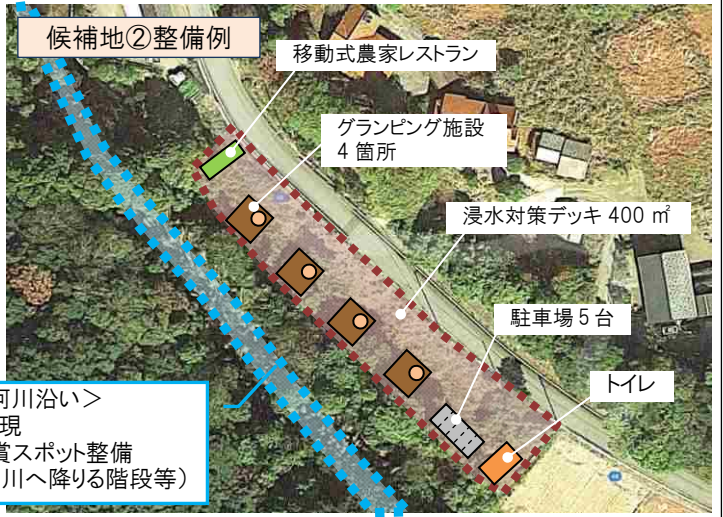 候補地②整備例
移動式農家レストラン
グランピング施設
4 箇所
浸水対策デッキ 400 ㎡
駐車場 5 台
トイレ
河川沿い＞
現
賞スポット整備
川へ降りる階段等）